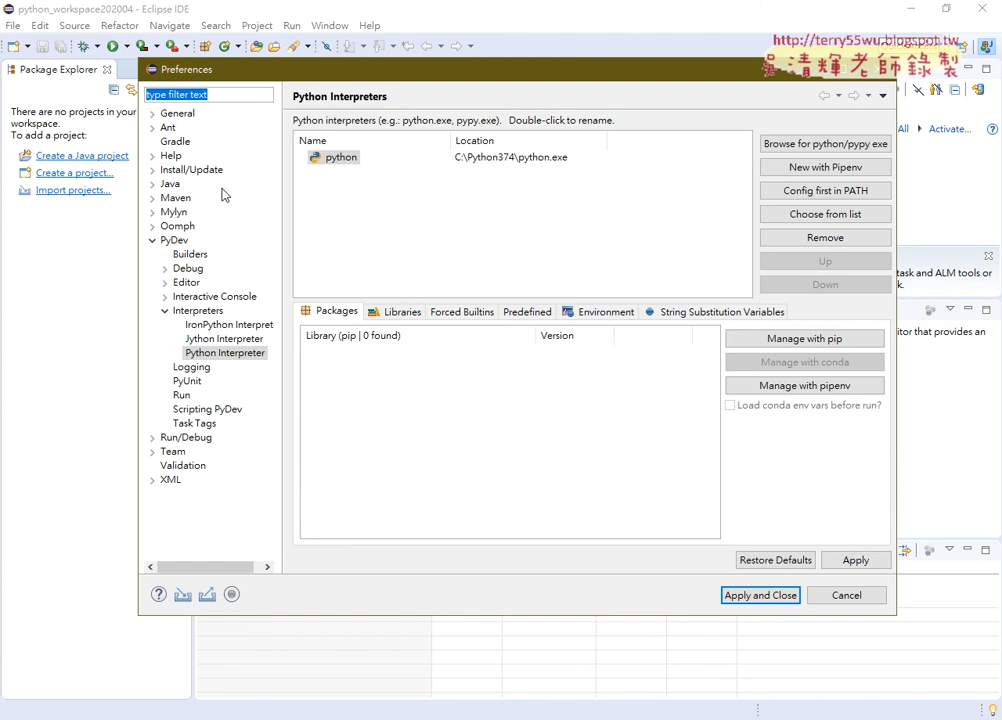 python_workspace202004 - Eclipse IDE
File Edit Source Refactor Navigate Search Project Run Window Help
http://terry55wu.blogspot.tw
吳清輝老師錄製
Package Explorer
There are no projects in your
workspace.
To add a project:
Create a Java project
Create a project...
Import projects...
Preferences
type filter text
General
Ant
Gradle
Help
Install/Update
Java
Maven
Mylyn
Oomph
PyDev
Builders
Debug
Editor
Interactive Console
Interpreters
IronPython Interpret
Jython Interpreter
Python Interpreter
Logging
PyUnit
Run
Scripting PyDev
Task Tags
Run/Debug
Team
Validation
XML
Python Interpreters
Python interpreters (e.g.: python.exe, pypy.exe).   Double-click to rename.
Name Location
python C:\Python374\python.exe
Browse for python/pypy exe
New with Pipenv
Config first in PATH
Choose from list
Remove
Up
Down
Packages Libraries Forced Builtins Predefined Environment String Substitution Variables
Library (pip | 0 found) Version
Manage with pip
Manage with conda
Manage with pipenv
Load conda env vars before run?
Restore Defaults Apply
Apply and Close Cancel
All Activate...
task and ALM tools or
k.
itor that provides an